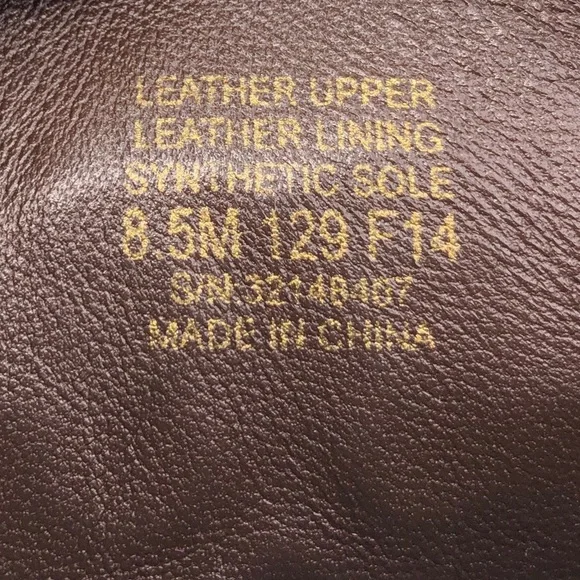 LEATHER UPPER
LEATHER LINING
SYNTHETIC SOLE
8.5M 129 F14
S/N 32148467
MADE IN CHINA